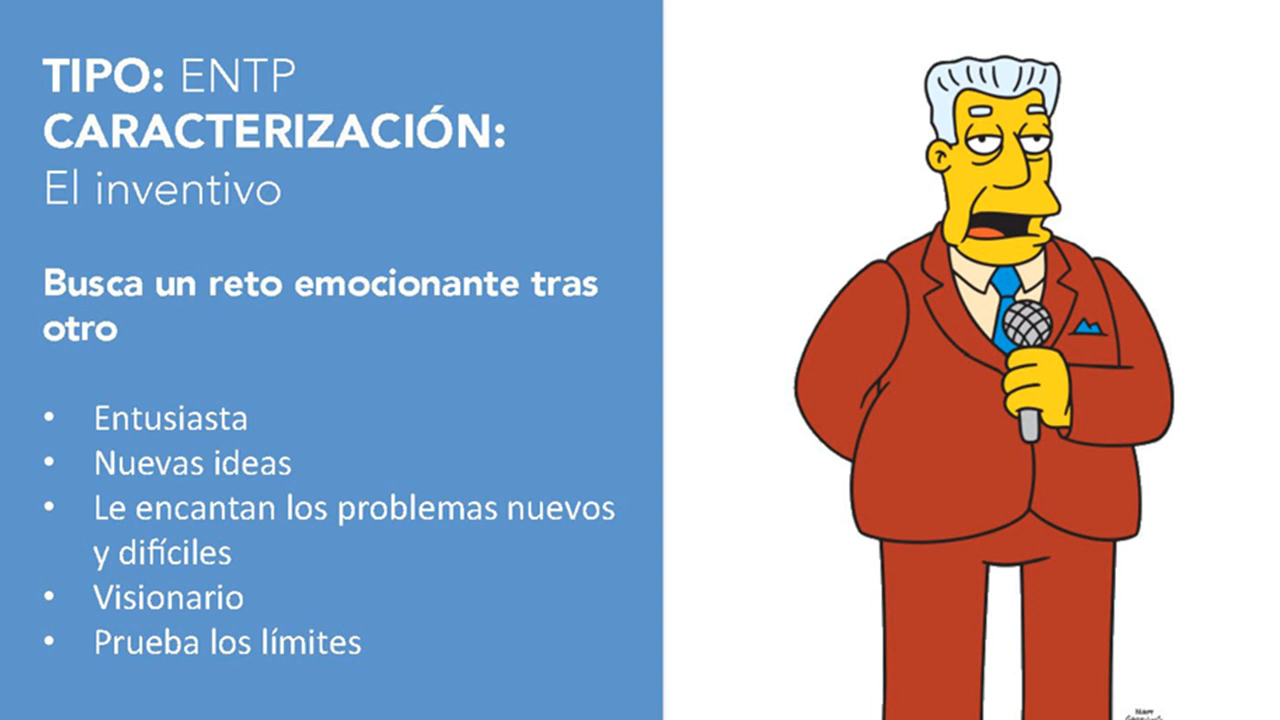 TIPO: ENTP
CARACTERIZACIÓN:
El inventivo
Busca un reto emocionante tras
otro
• Entusiasta
• Nuevas ideas
• Le encantan los problemas nuevos
y difíciles
• Visionario
• Prueba los límites